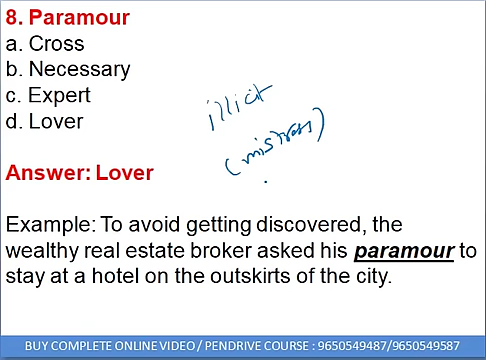 8. Paramour
a. Cross
b. Necessary
c. Expert
d. Lover
illicit
(mistress)
Answer: Lover
Example: To avoid getting discovered, the
wealthy real estate broker asked his paramour to
stay at a hotel on the outskirts of the city.
BUY COMPLETE ONLINE VIDEO / PENDRIVE COURSE : 9650549487/9650549587